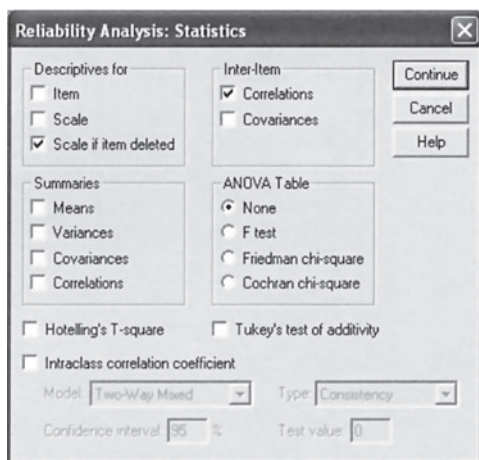 Reliability Analysis: Statistics
Descriptives for
Item
Scale
Scale if item deleted
Inter-Item
Correlations
Covariances
Continue
Cancel
Help
Summaries
Means
Variances
Covariances
Correlations
ANOVA Table
None
F test
Friedman chi-square
Cochran chi-square
Hotelling's T-square
Tukey's test of additivity
Intraclass correlation coefficient
Model: Two-Way Mixed
Type: Consistency
Confidence interval: 95 %
Test value: 0